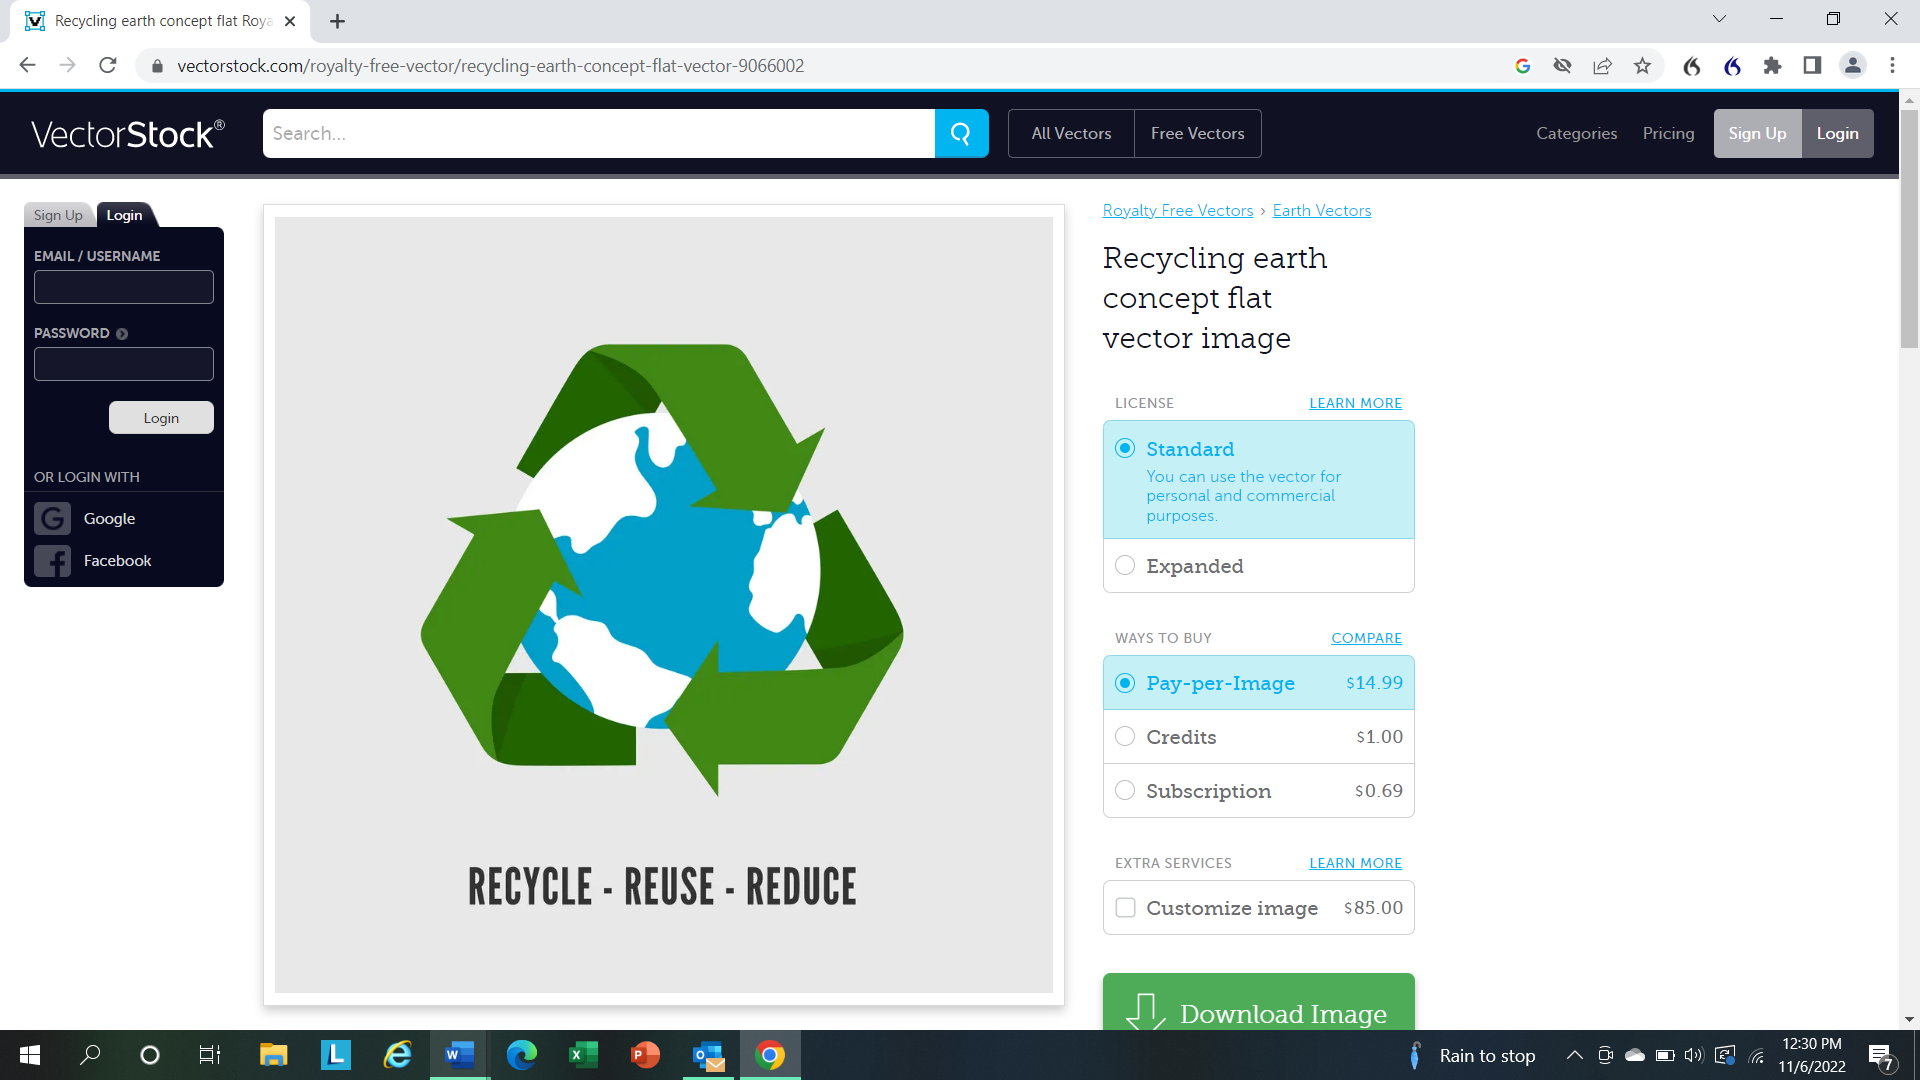 Recycling earth concept flat Roya
vectorstock.com/royalty-free-vector/recycling-earth-concept-flat-vector-9066002
VectorStock®
Search...
All Vectors
Free Vectors
Categories
Pricing
Sign Up
Login
Sign Up
Login
EMAIL / USERNAME
PASSWORD
Login
OR LOGIN WITH
G Google
f Facebook
RECYCLE - REUSE - REDUCE
Royalty Free Vectors › Earth Vectors
Recycling earth
concept flat
vector image
LICENSE
LEARN MORE
Standard
You can use the vector for
personal and commercial
purposes.
Expanded
WAYS TO BUY
COMPARE
Pay-per-Image $14.99
Credits $1.00
Subscription $0.69
EXTRA SERVICES
LEARN MORE
Customize image $85.00
Download Image
Rain to stop
12:30 PM
11/6/2022
7